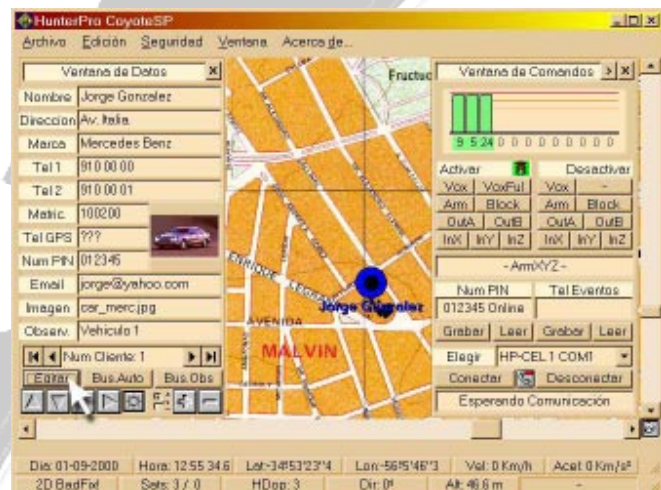 HunterPro CoyoteSP
Archivo Edición Seguridad Ventana Acerca de...
Ventana de Datos
Nombre Jorge Gonzalez
Direccion Av. Italia
Marca Mercedes Benz
Tel 1 910 00 00
Tel 2 910 00 01
Matric. 100200
Tel GPS ???
Num PIN 012345
Email jorge@yahoo.com
Imagen car_merc.jpg
Observ. Vehiculo 1
Num Cliente: 1
Editar Bus.Auto Bus.Obs
Fructuo
ENRIQUE LEGRAN
Jorge Gonzalez
AVENIDA
MALVIN
Ventana de Comandos
9 5 24 0 0 0 0 0 0 0 0 0
Activar Desactivar
Vox VoxFul Vox -
Arm Block Arm Block
OutA OutB OutA OutB
InX InY InZ InX InY InZ
-ArmXYZ-
Num PIN Tel Eventos
012345 Online
Grabar Leer Grabar Leer
Elegir HP-CEL 1 COM1
Conectar Desconectar
Esperando Comunicación
Dia: 01-09-2000 Hora: 12:55 34.6 Lat:-34º53'23"4 Lon:-56º5'46"3 Vel: 0 Km/h Acel: 0 Km/s²
2D BadFix! Sats: 3 / 0 HDop: 3 Dir: 0º Alt: 46.6 m -